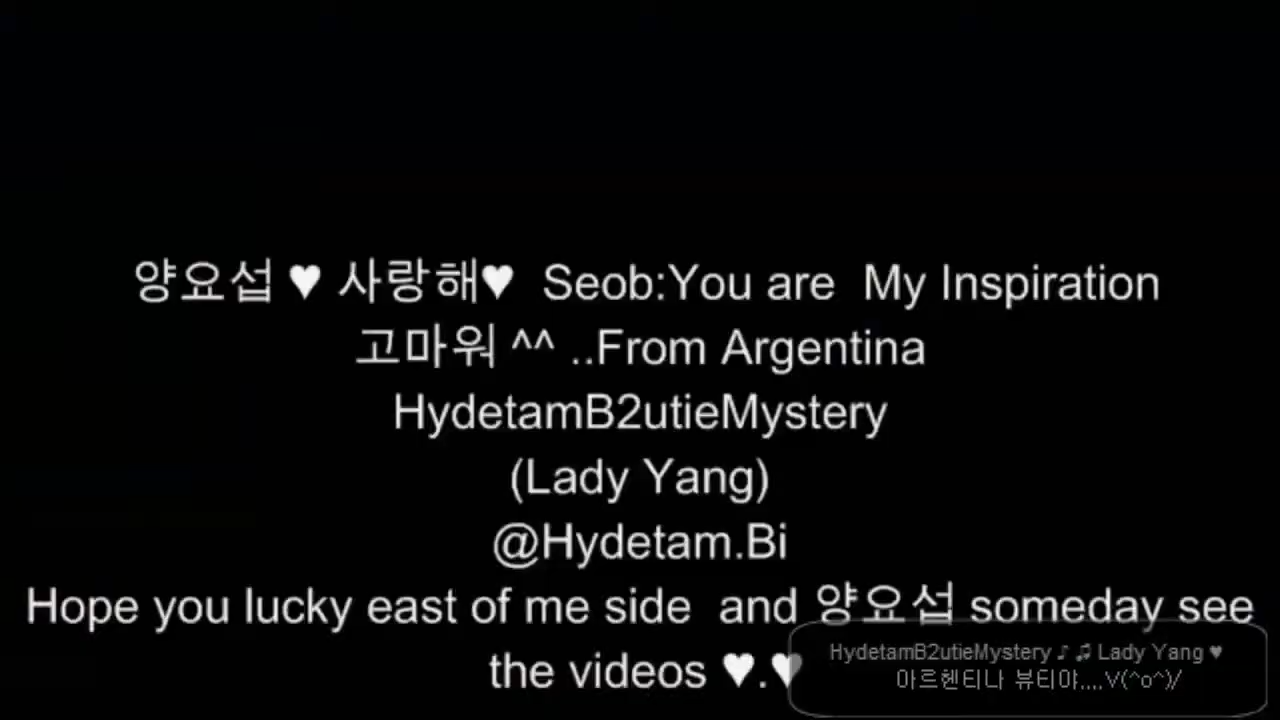 양요섭 ♥ 사랑해♥ Seob:You are My Inspiration
고마워 ^^ ..From Argentina
HydetamB2utieMystery
(Lady Yang)
@Hydetam.Bi
Hope you lucky east of me side and 양요섭 someday see
the videos ♥.♥
HydetamB2utieMystery ♪ ♫ Lady Yang ♥
아르헨티나 뷰티야....\/(^o^)/